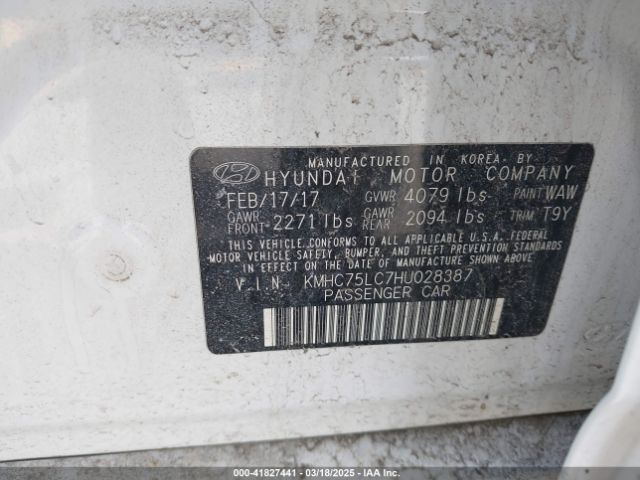 MANUFACTURED IN KOREA. BY
HYUNDAI MOTOR COMPANY
FEB/17/17 GVWR 4079 lbs PAINT WAW
GAWR FRONT 2271 lbs GAWR REAR 2094 lbs TRIM T9Y
THIS VEHICLE CONFORMS TO ALL APPLICABLE U.S.A. FEDERAL
MOTOR VEHICLE SAFETY, BUMPER, AND THEFT PREVENTION STANDARDS
IN EFFECT ON THE DATE OF MANUFACTURE SHOWN ABOVE.
V I N KMHC75LC7HU028387
PASSENGER CAR
000-41827441 — 03/18/2025 — IAAI.COM